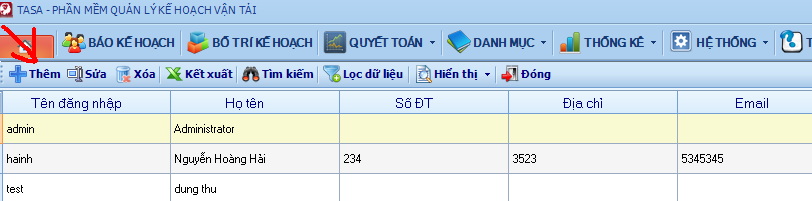 TASA - PHẦN MỀM QUẢN LÝ KẾ HOẠCH VẬN TẢI
BÁO KẾ HOẠCH BỐ TRÍ KẾ HOẠCH QUYẾT TOÁN DANH MỤC THỐNG KÊ HỆ THỐNG T
Thêm Sửa Xóa Kết xuất Tìm kiếm Lọc dữ liệu Hiển thị Đóng
Tên đăng nhập Họ tên Số ĐT Địa chỉ Email
admin Administrator
hainh Nguyễn Hoàng Hải 234 3523 5345345
test dung thu